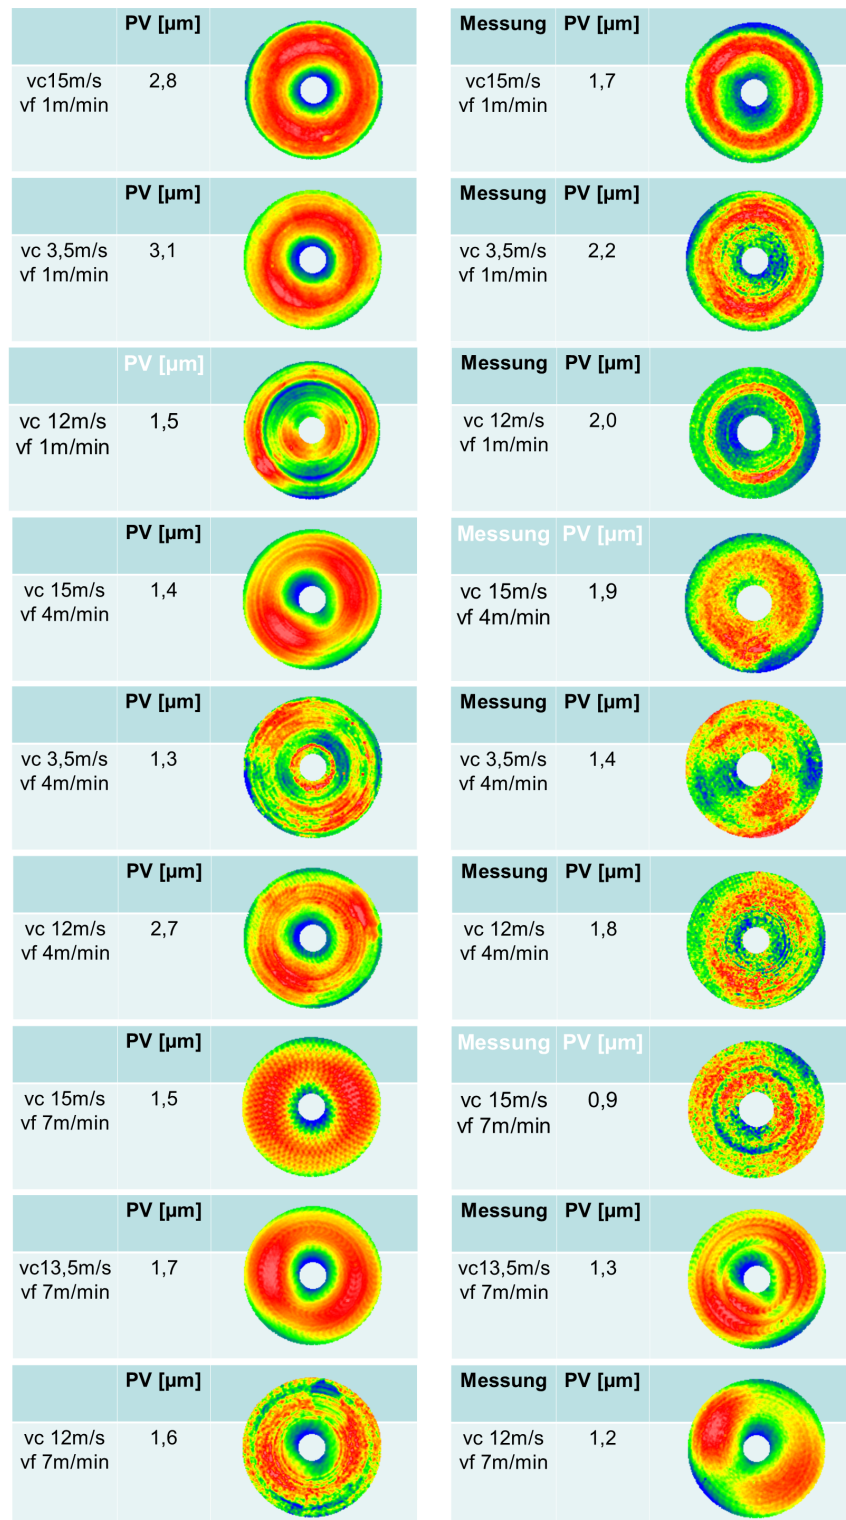 PV [µm]
vc15m/s 2,8
vf 1m/min
Messung PV [µm]
vc15m/s 1,7
vf 1m/min
PV [µm]
vc 3,5m/s 3,1
vf 1m/min
Messung PV [µm]
vc 3,5m/s 2,2
vf 1m/min
PV [µm]
vc 12m/s 1,5
vf 1m/min
Messung PV [µm]
vc 12m/s 2,0
vf 1m/min
PV [µm]
vc 15m/s 1,4
vf 4m/min
Messung PV [µm]
vc 15m/s 1,9
vf 4m/min
PV [µm]
vc 3,5m/s 1,3
vf 4m/min
Messung PV [µm]
vc 3,5m/s 1,4
vf 4m/min
PV [µm]
vc 12m/s 2,7
vf 4m/min
Messung PV [µm]
vc 12m/s 1,8
vf 4m/min
PV [µm]
vc 15m/s 1,5
vf 7m/min
Messung PV [µm]
vc 15m/s 0,9
vf 7m/min
PV [µm]
vc13,5m/s 1,7
vf 7m/min
Messung PV [µm]
vc13,5m/s 1,3
vf 7m/min
PV [µm]
vc 12m/s 1,6
vf 7m/min
Messung PV [µm]
vc 12m/s 1,2
vf 7m/min